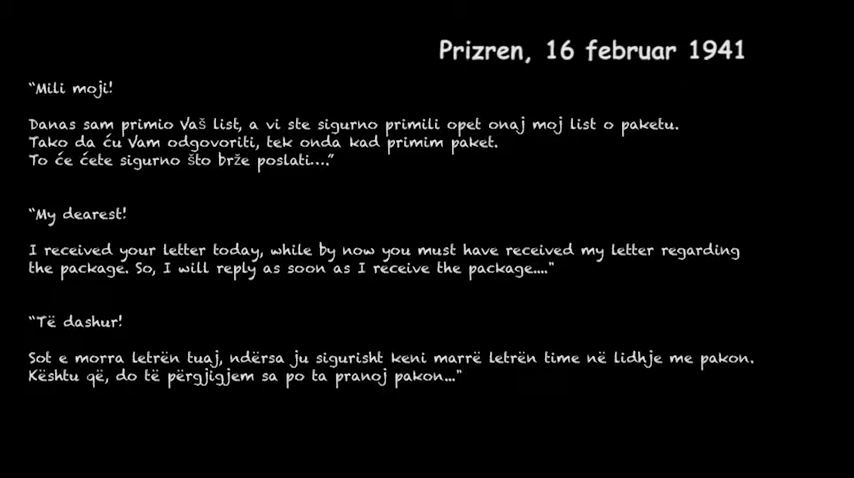 Prizren, 16 februar 1941
“Mili moji!
Danas sam primio Vaš list, a vi ste sigurno primili opet onaj moj list o paketu.
Tako da ću Vam odgovoriti, tek onda kad primim paket.
To će ćete sigurno što brže poslati....”
“My dearest!
I received your letter today, while by now you must have received my letter regarding
the package. So, I will reply as soon as I receive the package...."
“Të dashur!
Sot e morra letrën tuaj, ndërsa ju sigurisht keni marrë letrën time në lidhje me pakon.
Kështu që, do të përgjigjem sa po ta pranoj pakon..."